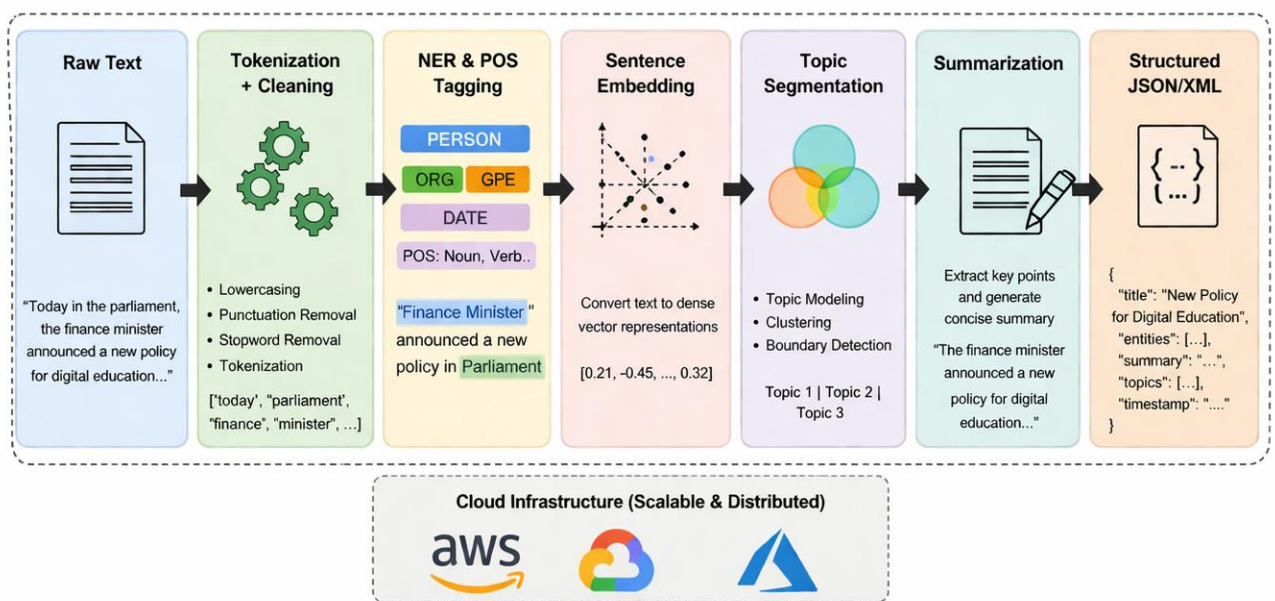 Raw Text
"Today in the parliament,
the finance minister
announced a new policy
for digital education..."
Tokenization
+ Cleaning
• Lowercasing
• Punctuation Removal
• Stopword Removal
• Tokenization
['today', "parliament',
"finance", "minister", ...]
NER & POS
Tagging
PERSON
ORG GPE
DATE
POS: Noun, Verb..
"Finance Minister "
announced a new
policy in Parliament
Sentence
Embedding
Convert text to dense
vector representations
[0.21, -0.45, ..., 0.32]
Topic
Segmentation
• Topic Modeling
• Clustering
• Boundary Detection
Topic 1 | Topic 2 |
Topic 3
Summarization
Extract key points
and generate
concise summary
"The finance minister
announced a new
policy for digital
education..."
Structured
JSON/XML
{--}
{...}
{
"title": "New Policy
for Digital Education",
"entities": [...],
"summary": "...",
"topics": [...],
"timestamp": "...."
}
Cloud Infrastructure (Scalable & Distributed)
aws